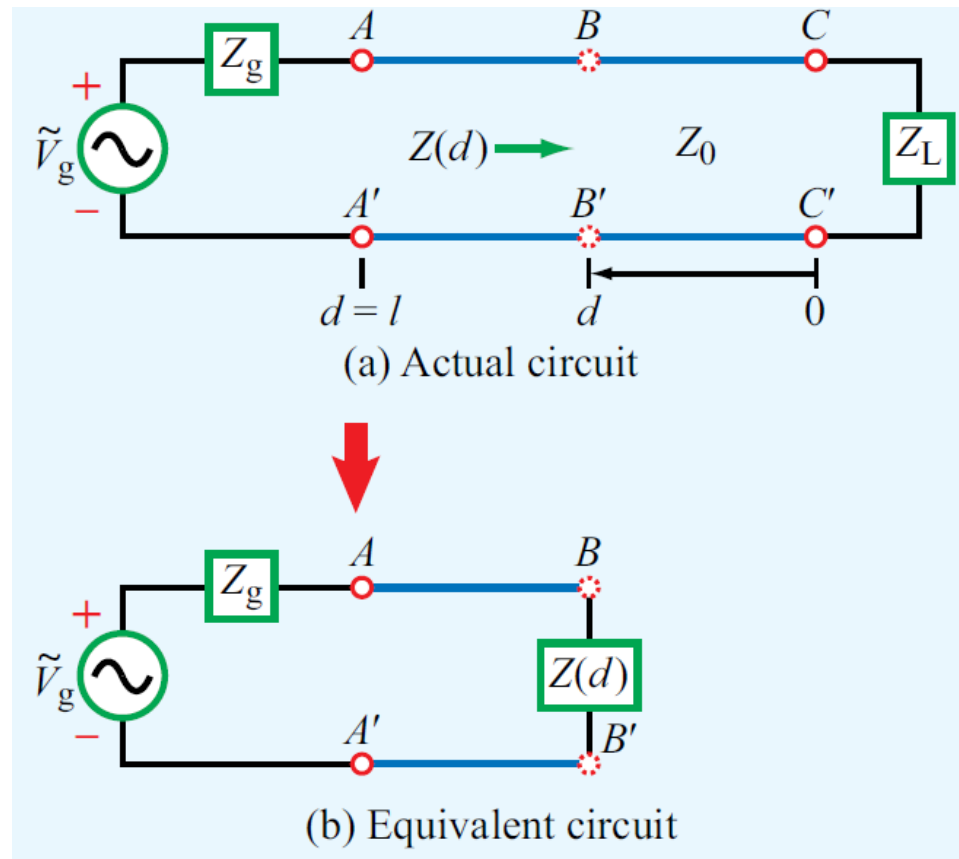 A B C
Z_g
+
Ṽ_g
−
Z(d) Z_0
Z_L
A′ B′ C′
d = l d 0
(a) Actual circuit
A B
Z_g
+
Ṽ_g
−
Z(d)
A′ B′
(b) Equivalent circuit